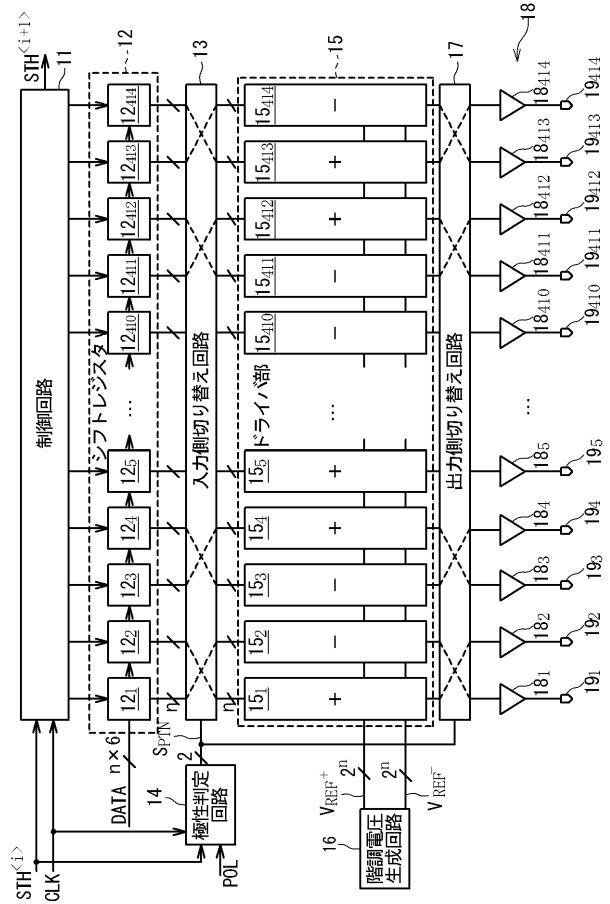 STH<i+1>
11
制御回路
12
シフトレジスタ
12₁
12₂
12₃
12₄
12₅
…
12₄₁₀
12₄₁₁
12₄₁₂
12₄₁₃
12₄₁₄
DATA n×6
n
13
入力側切り替え回路
S_PTN
2
14
極性判定
回路
STH<i>
CLK
POL
n
15
ドライバ部
15₁ +
15₂ −
15₃ −
15₄ +
15₅ +
…
15₄₁₀ −
15₄₁₁ −
15₄₁₂ +
15₄₁₃ +
15₄₁₄ −
V_REF⁺
2ⁿ
V_REF⁻
2ⁿ
16
階調電圧
生成回路
17
出力側切り替え回路
18
18₁
18₂
18₃
18₄
18₅
…
18₄₁₀
18₄₁₁
18₄₁₂
18₄₁₃
18₄₁₄
19₁
19₂
19₃
19₄
19₅
19₄₁₀
19₄₁₁
19₄₁₂
19₄₁₃
19₄₁₄